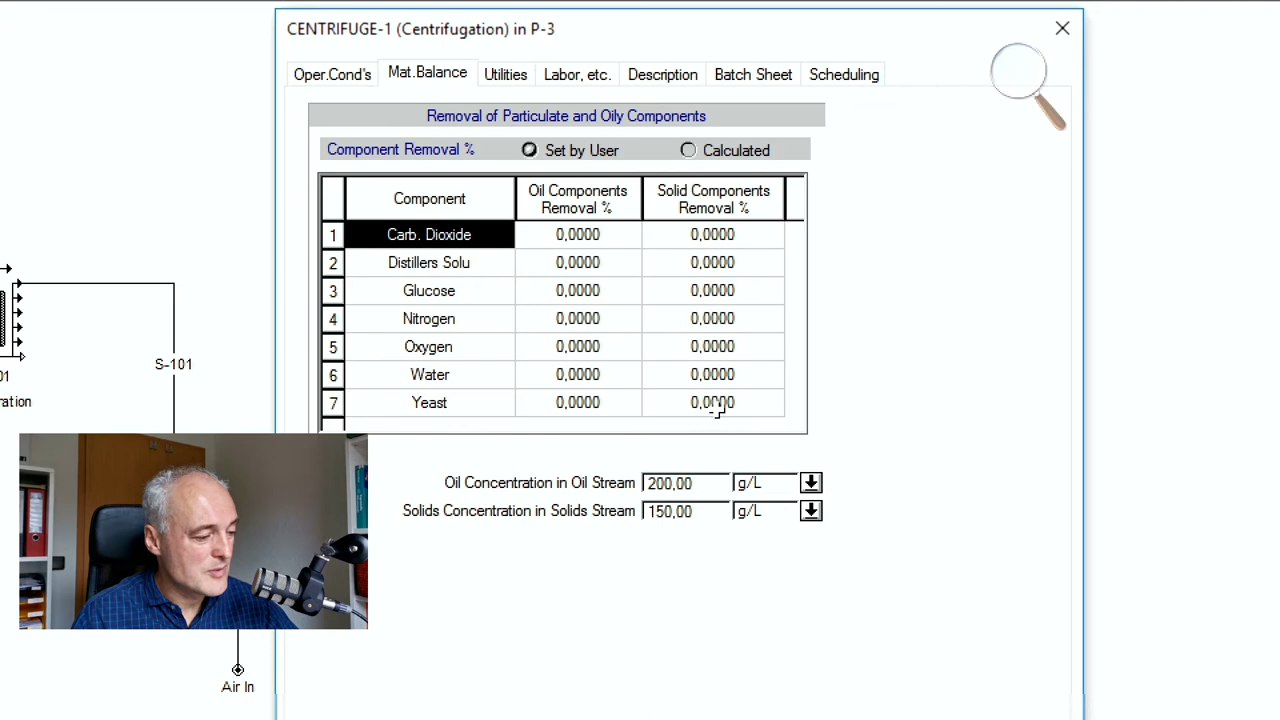 CENTRIFUGE-1 (Centrifugation) in P-3
Oper.Cond's Mat.Balance Utilities Labor, etc. Description Batch Sheet Scheduling
Removal of Particulate and Oily Components
Component Removal % Set by User Calculated
Component Oil Components Removal % Solid Components Removal %
1 Carb. Dioxide 0,0000 0,0000
2 Distillers Solu 0,0000 0,0000
3 Glucose 0,0000 0,0000
4 Nitrogen 0,0000 0,0000
5 Oxygen 0,0000 0,0000
6 Water 0,0000 0,0000
7 Yeast 0,0000 0,0000
Oil Concentration in Oil Stream 200,00 g/L
Solids Concentration in Solids Stream 150,00 g/L
S-101
01
ration
Air In